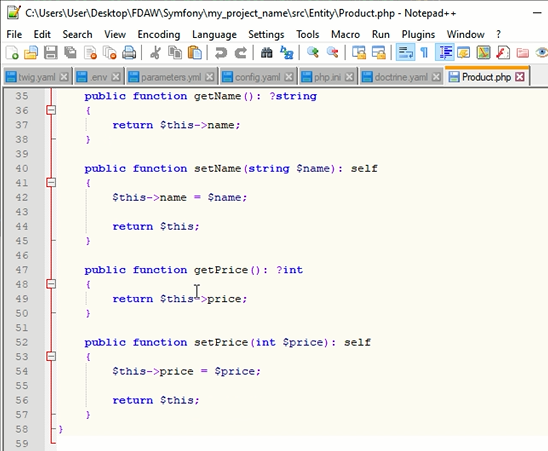 C:\Users\User\Desktop\FDAW\Symfony\my_project_name\src\Entity\Product.php - Notepad++
File Edit Search View Encoding Language Settings Tools Macro Run Plugins Window ?
twig.yaml .env parameters.yml config.yaml php.ini doctrine.yaml Product.php
35 public function getName(): ?string
36 {
37 return $this->name;
38 }
39
40 public function setName(string $name): self
41 {
42 $this->name = $name;
43
44 return $this;
45 }
46
47 public function getPrice(): ?int
48 {
49 return $this->price;
50 }
51
52 public function setPrice(int $price): self
53 {
54 $this->price = $price;
55
56 return $this;
57 }
58 }
59